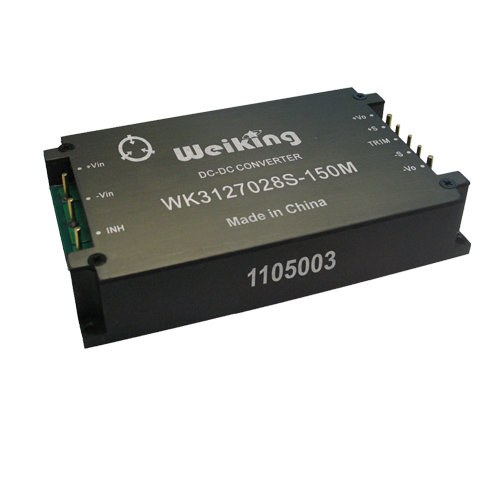 Weiking
DC-DC CONVERTER
WK3127028S-150M
Made in China
+Vin
-Vin
INH
+Vo
+S
TRIM
-S
-Vo
1105003